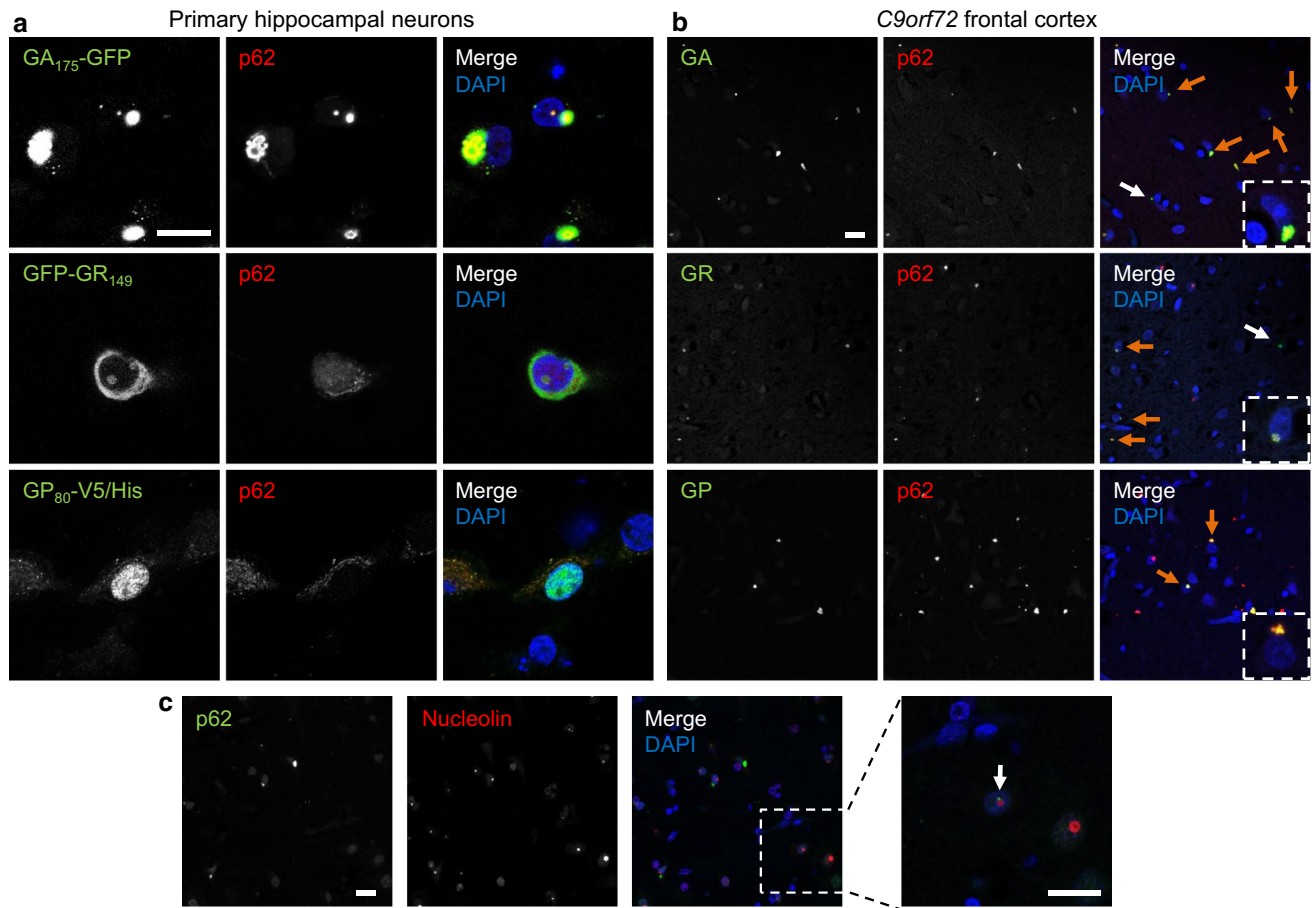 a
Primary hippocampal neurons
b
C9orf72 frontal cortex
GA₁₇₅-GFP
p62
Merge
DAPI
GA
p62
Merge
DAPI
GFP-GR₁₄₉
p62
Merge
DAPI
GR
p62
Merge
DAPI
GP₈₀-V5/His
p62
Merge
DAPI
GP
p62
Merge
DAPI
c
p62
Nucleolin
Merge
DAPI